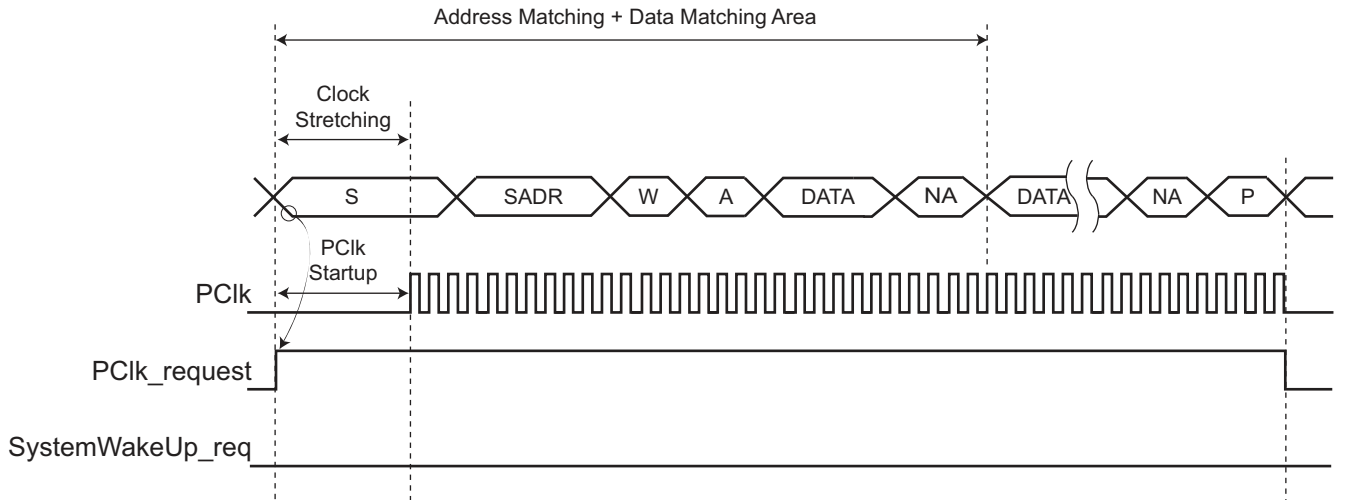 Address Matching + Data Matching Area
Clock
Stretching
S SADR W A DATA NA DATA NA P
PClk
Startup
PClk
PClk_request
SystemWakeUp_req